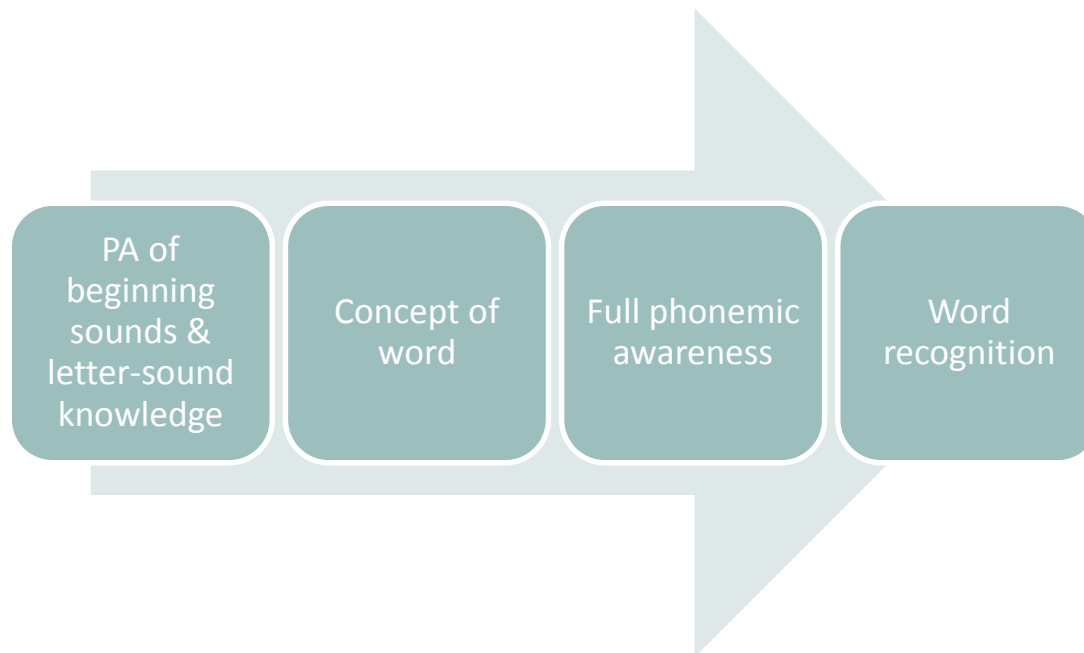 PA of
beginning
sounds &
letter-sound
knowledge
Concept of
word
Full phonemic
awareness
Word
recognition